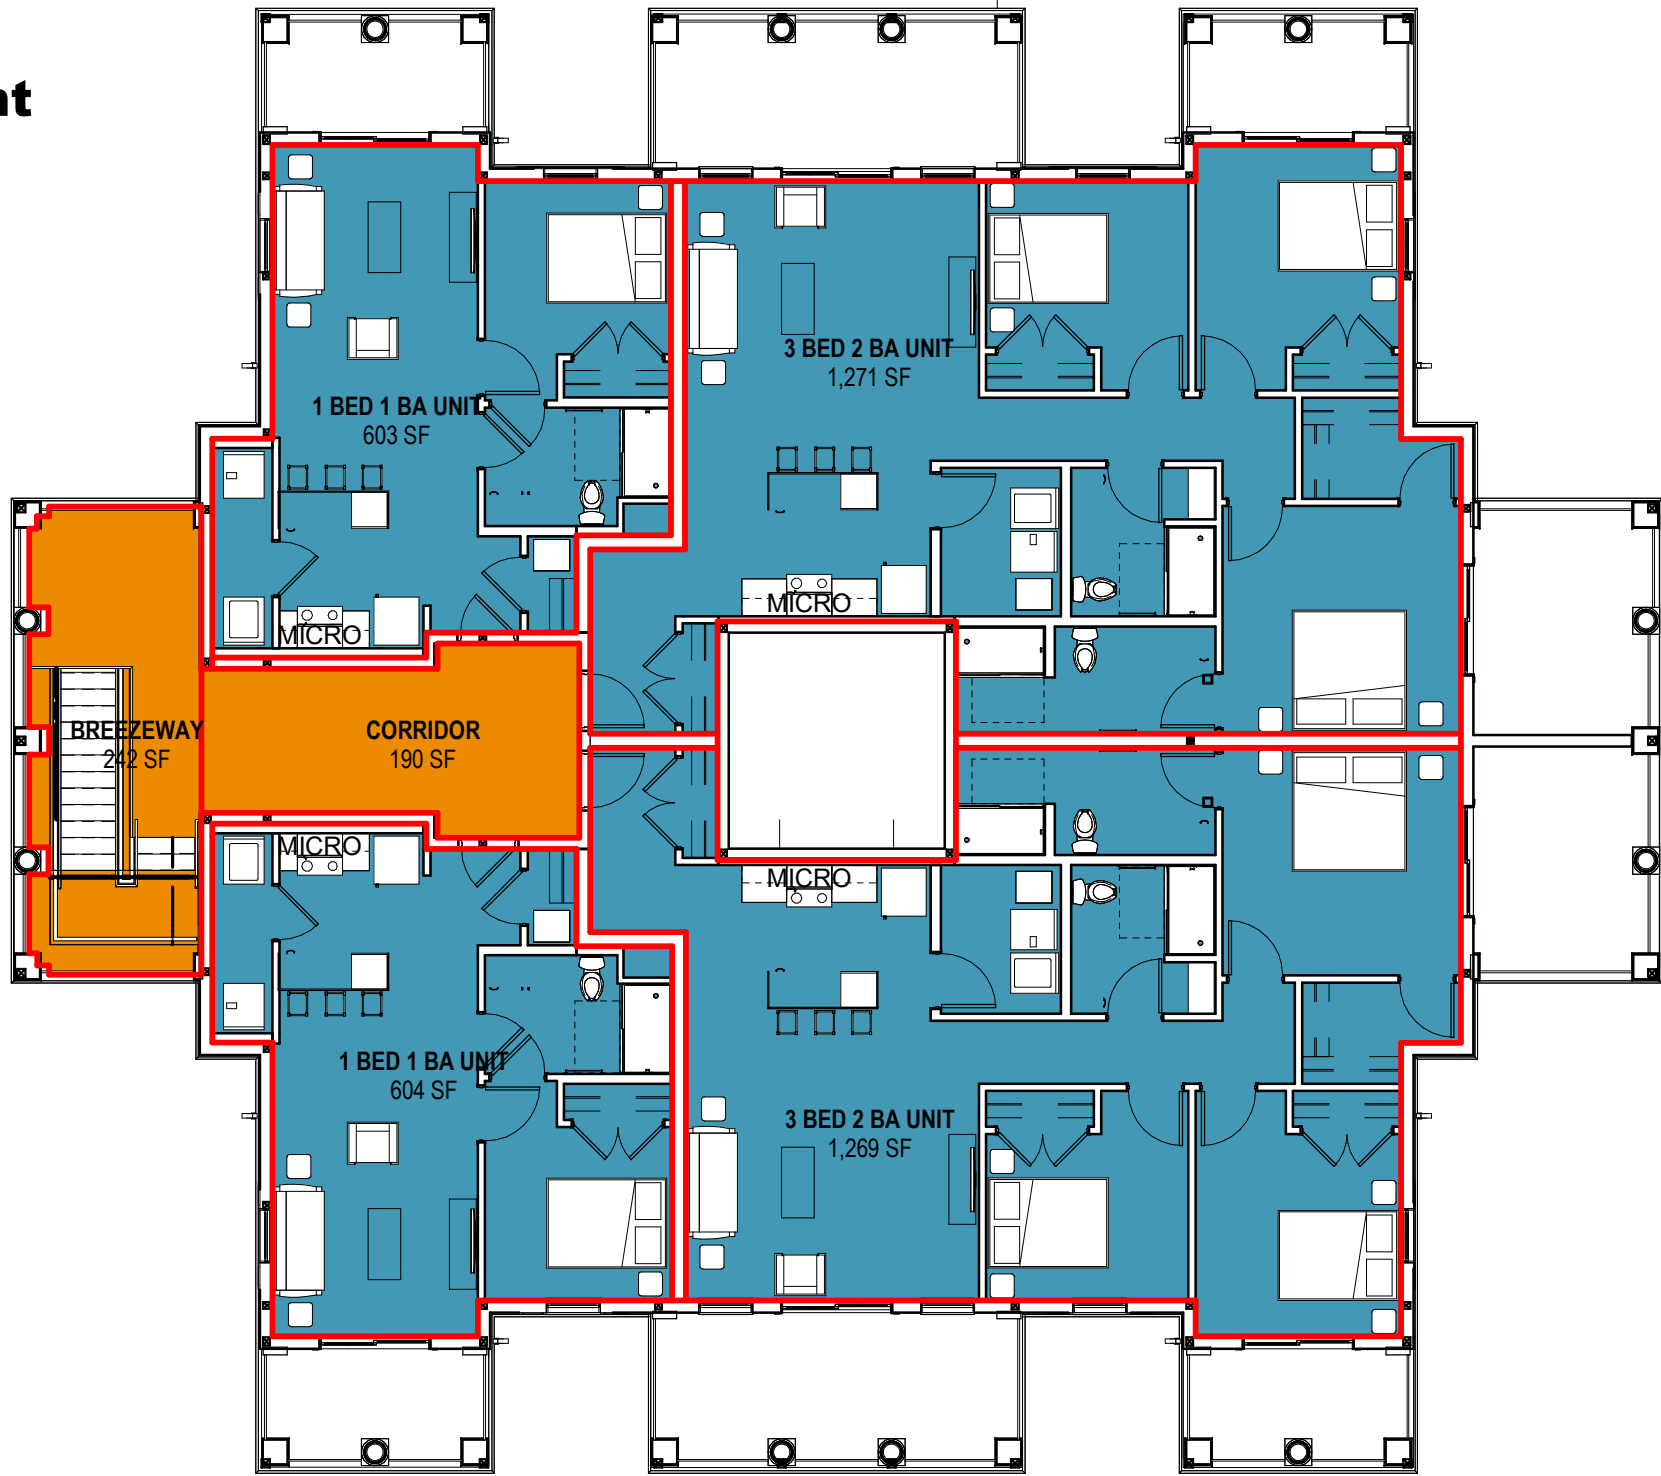 nt
3 BED 2 BA UNIT
1,271 SF
1 BED 1 BA UNIT
603 SF
MICRO
MICRO
BREEZEWAY
242 SF
CORRIDOR
190 SF
MICRO
MICRO
1 BED 1 BA UNIT
604 SF
3 BED 2 BA UNIT
1,269 SF